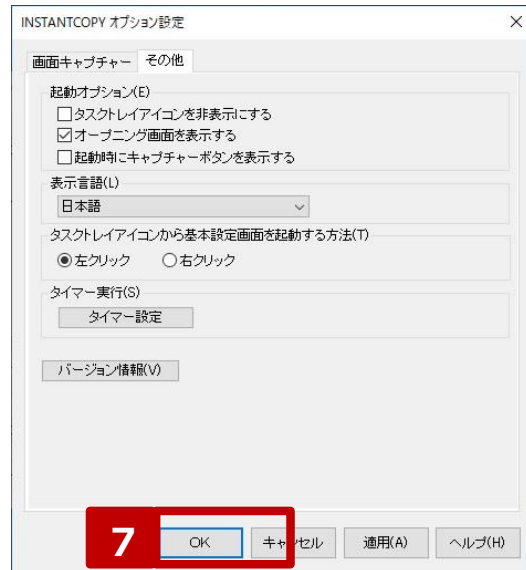 INSTANTCOPY オプション設定
画面キャプチャー その他
起動オプション(E)
タスクトレイアイコンを非表示にする
オープニング画面を表示する
起動時にキャプチャーボタンを表示する
表示言語(L)
日本語
タスクトレイアイコンから基本設定画面を起動する方法(T)
左クリック 右クリック
タイマー実行(S)
タイマー設定
バージョン情報(V)
7 OK キャンセル 適用(A) ヘルプ(H)